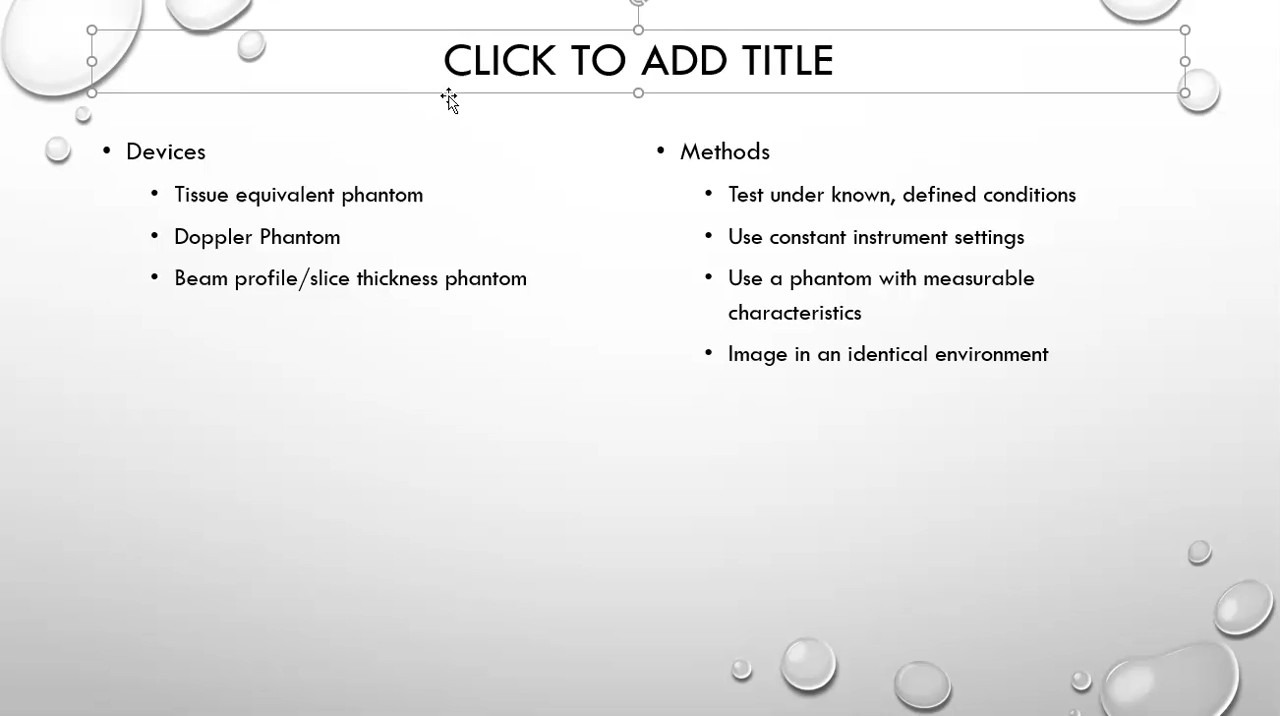 CLICK TO ADD TITLE
• Devices
• Tissue equivalent phantom
• Doppler Phantom
• Beam profile/slice thickness phantom
• Methods
• Test under known, defined conditions
• Use constant instrument settings
• Use a phantom with measurable
characteristics
• Image in an identical environment